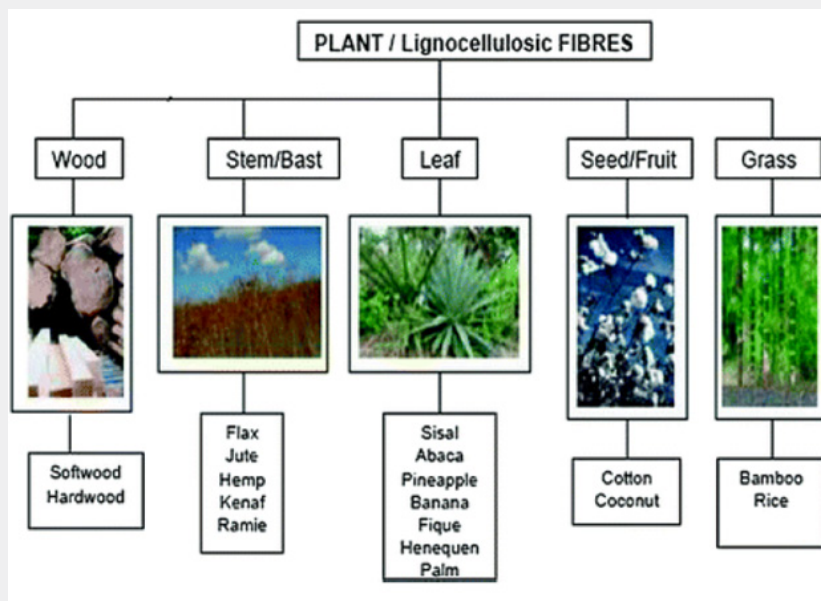 PLANT / Lignocellulosic FIBRES
Wood
Stem/Bast
Leaf
Seed/Fruit
Grass
Softwood
Hardwood
Flax
Jute
Hemp
Kenaf
Ramie
Sisal
Abaca
Pineapple
Banana
Fique
Henequen
Palm
Cotton
Coconut
Bamboo
Rice